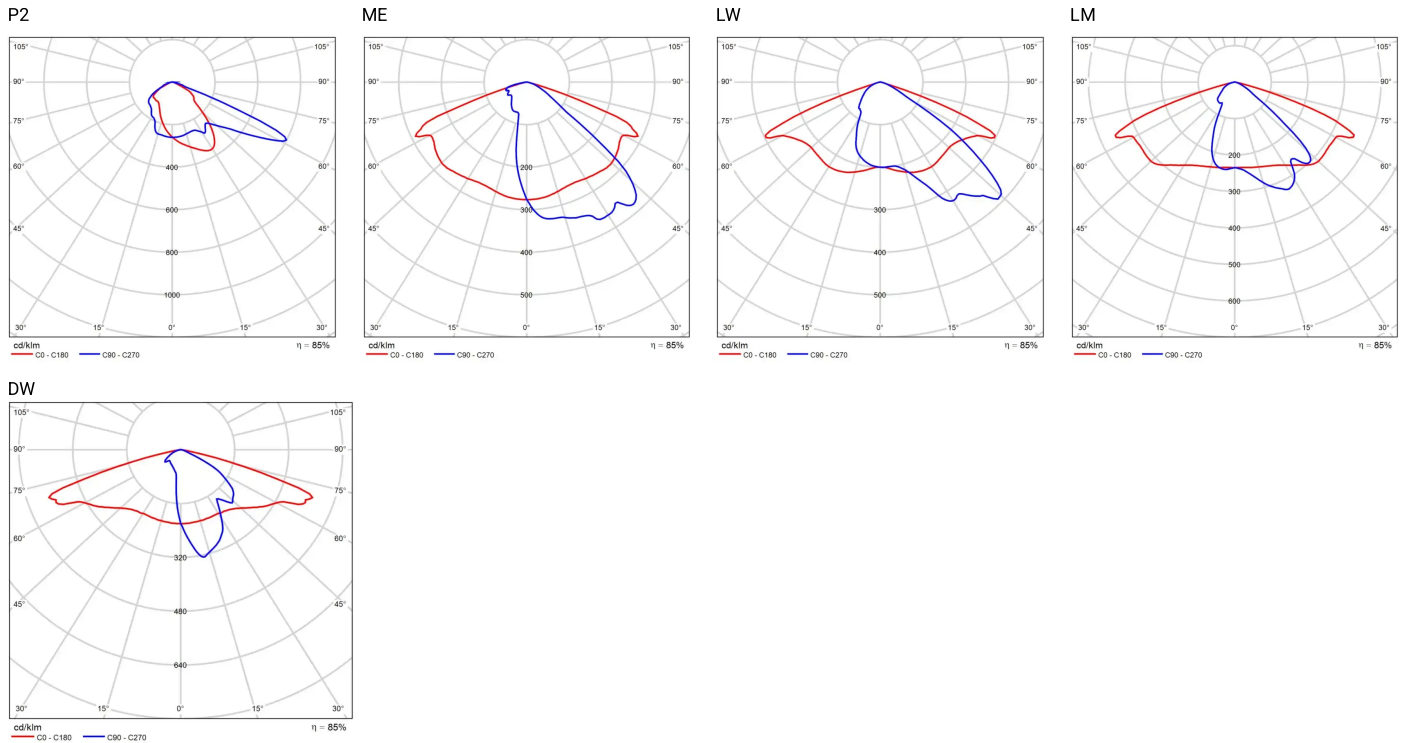 P2
105° 105°
90° 90°
75° 75°
60° 60°
400
600
45° 45°
800
1000
30° 15° 0° 15° 30°
cd/klm η = 85%
C0 - C180 C90 - C270
ME
105° 105°
90° 90°
75° 75°
60° 60°
200
300
45° 45°
400
500
30° 15° 0° 15° 30°
cd/klm η = 85%
C0 - C180 C90 - C270
LW
105° 105°
90° 90°
75° 75°
60° 60°
300
45° 45°
400
500
30° 15° 0° 15° 30°
cd/klm η = 85%
C0 - C180 C90 - C270
LM
105° 105°
90° 90°
75° 75°
200
60° 60°
300
400
45° 45°
500
600
30° 15° 0° 15° 30°
cd/klm η = 85%
C0 - C180 C90 - C270
DW
105° 105°
90° 90°
75° 75°
60° 60°
320
45° 45°
480
640
30° 15° 0° 15° 30°
cd/klm η = 85%
C0 - C180 C90 - C270